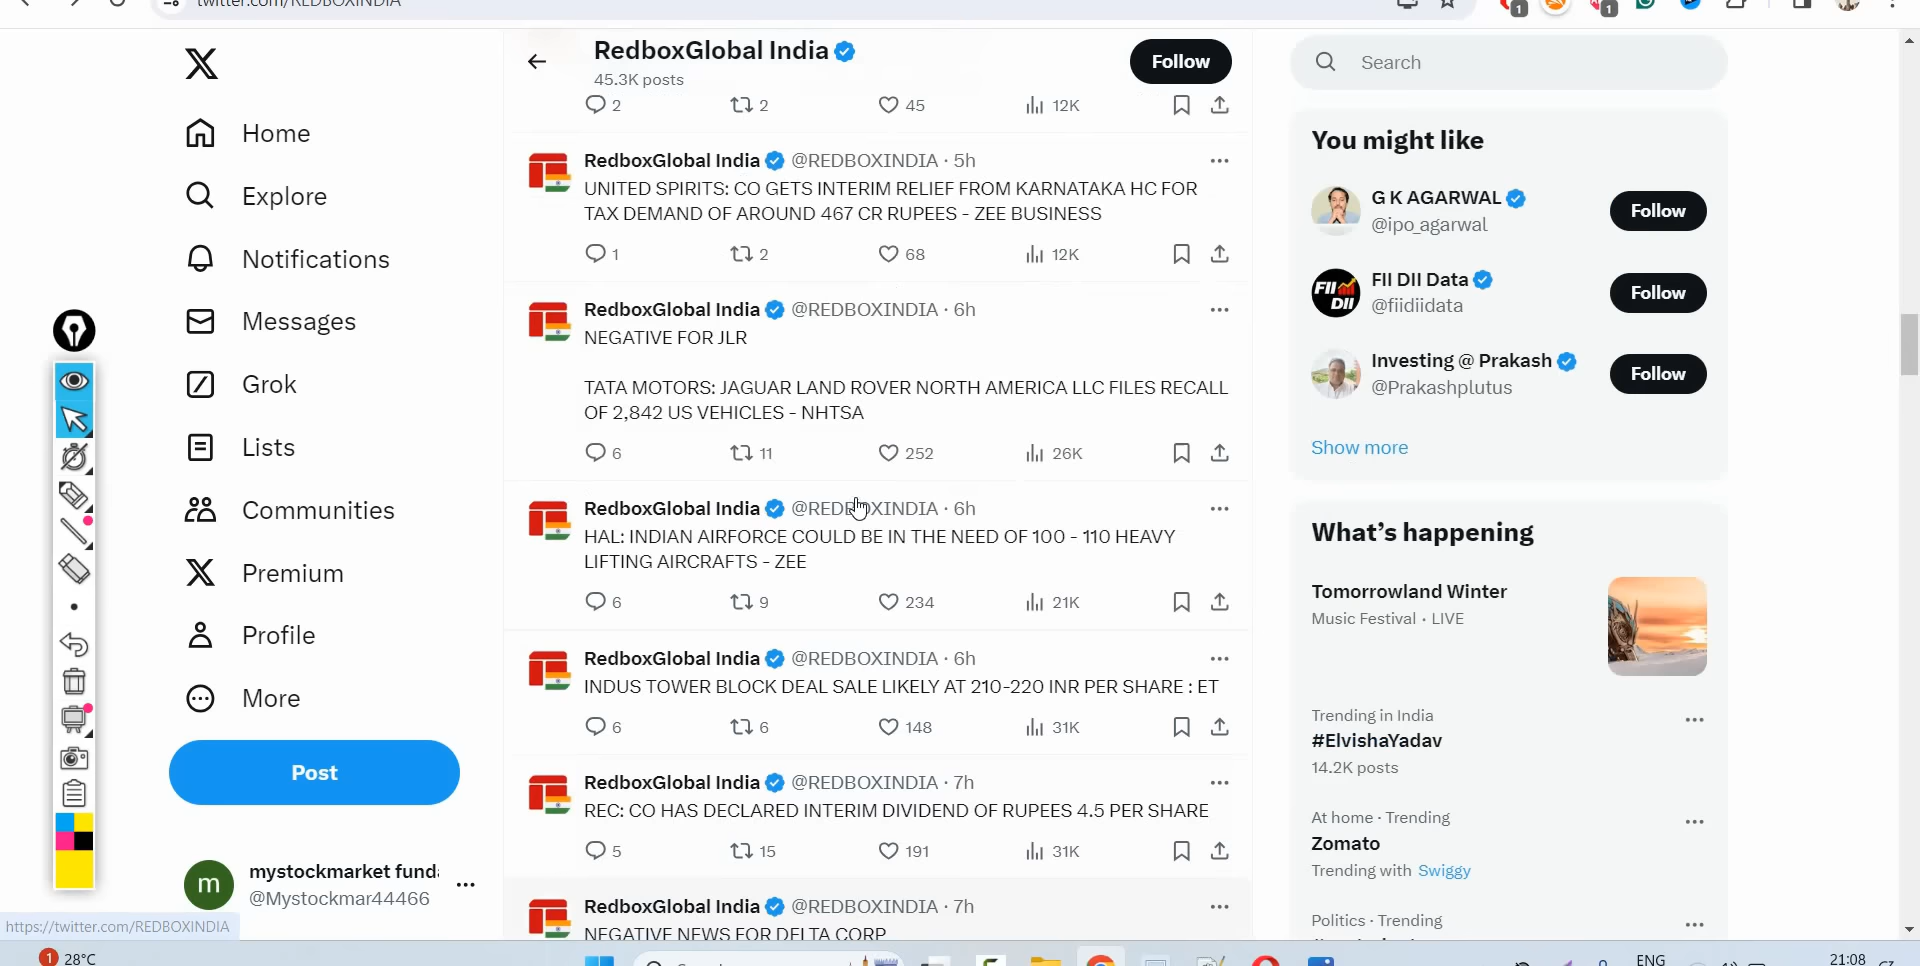 twitter.com/REDBOXINDIA
1
1
RedboxGlobal India
45.3K posts
Follow
Search
2
2
45
12K
Home
Explore
Notifications
Messages
Grok
Lists
Communities
Premium
Profile
More
Post
mystockmarket fund
@Mystockmar44466
m
RedboxGlobal India @REDBOXINDIA · 5h
UNITED SPIRITS: CO GETS INTERIM RELIEF FROM KARNATAKA HC FOR
TAX DEMAND OF AROUND 467 CR RUPEES - ZEE BUSINESS
1
2
68
12K
RedboxGlobal India @REDBOXINDIA · 6h
NEGATIVE FOR JLR
TATA MOTORS: JAGUAR LAND ROVER NORTH AMERICA LLC FILES RECALL
OF 2,842 US VEHICLES - NHTSA
6
11
252
26K
RedboxGlobal India @REDBOXINDIA · 6h
HAL: INDIAN AIRFORCE COULD BE IN THE NEED OF 100 - 110 HEAVY
LIFTING AIRCRAFTS - ZEE
6
9
234
21K
RedboxGlobal India @REDBOXINDIA · 6h
INDUS TOWER BLOCK DEAL SALE LIKELY AT 210-220 INR PER SHARE : ET
6
6
148
31K
RedboxGlobal India @REDBOXINDIA · 7h
REC: CO HAS DECLARED INTERIM DIVIDEND OF RUPEES 4.5 PER SHARE
5
15
191
31K
RedboxGlobal India @REDBOXINDIA · 7h
NEGATIVE NEWS FOR DELTA CORP
You might like
G K AGARWAL
@ipo_agarwal
Follow
FII DII
FII DII Data
@fiidiidata
Follow
Investing @ Prakash
@Prakashplutus
Follow
Show more
What's happening
Tomorrowland Winter
Music Festival · LIVE
Trending in India
#ElvishaYadav
14.2K posts
At home · Trending
Zomato
Trending with Swiggy
Politics · Trending
https://twitter.com/REDBOXINDIA
1
28°C
ENG
21:08